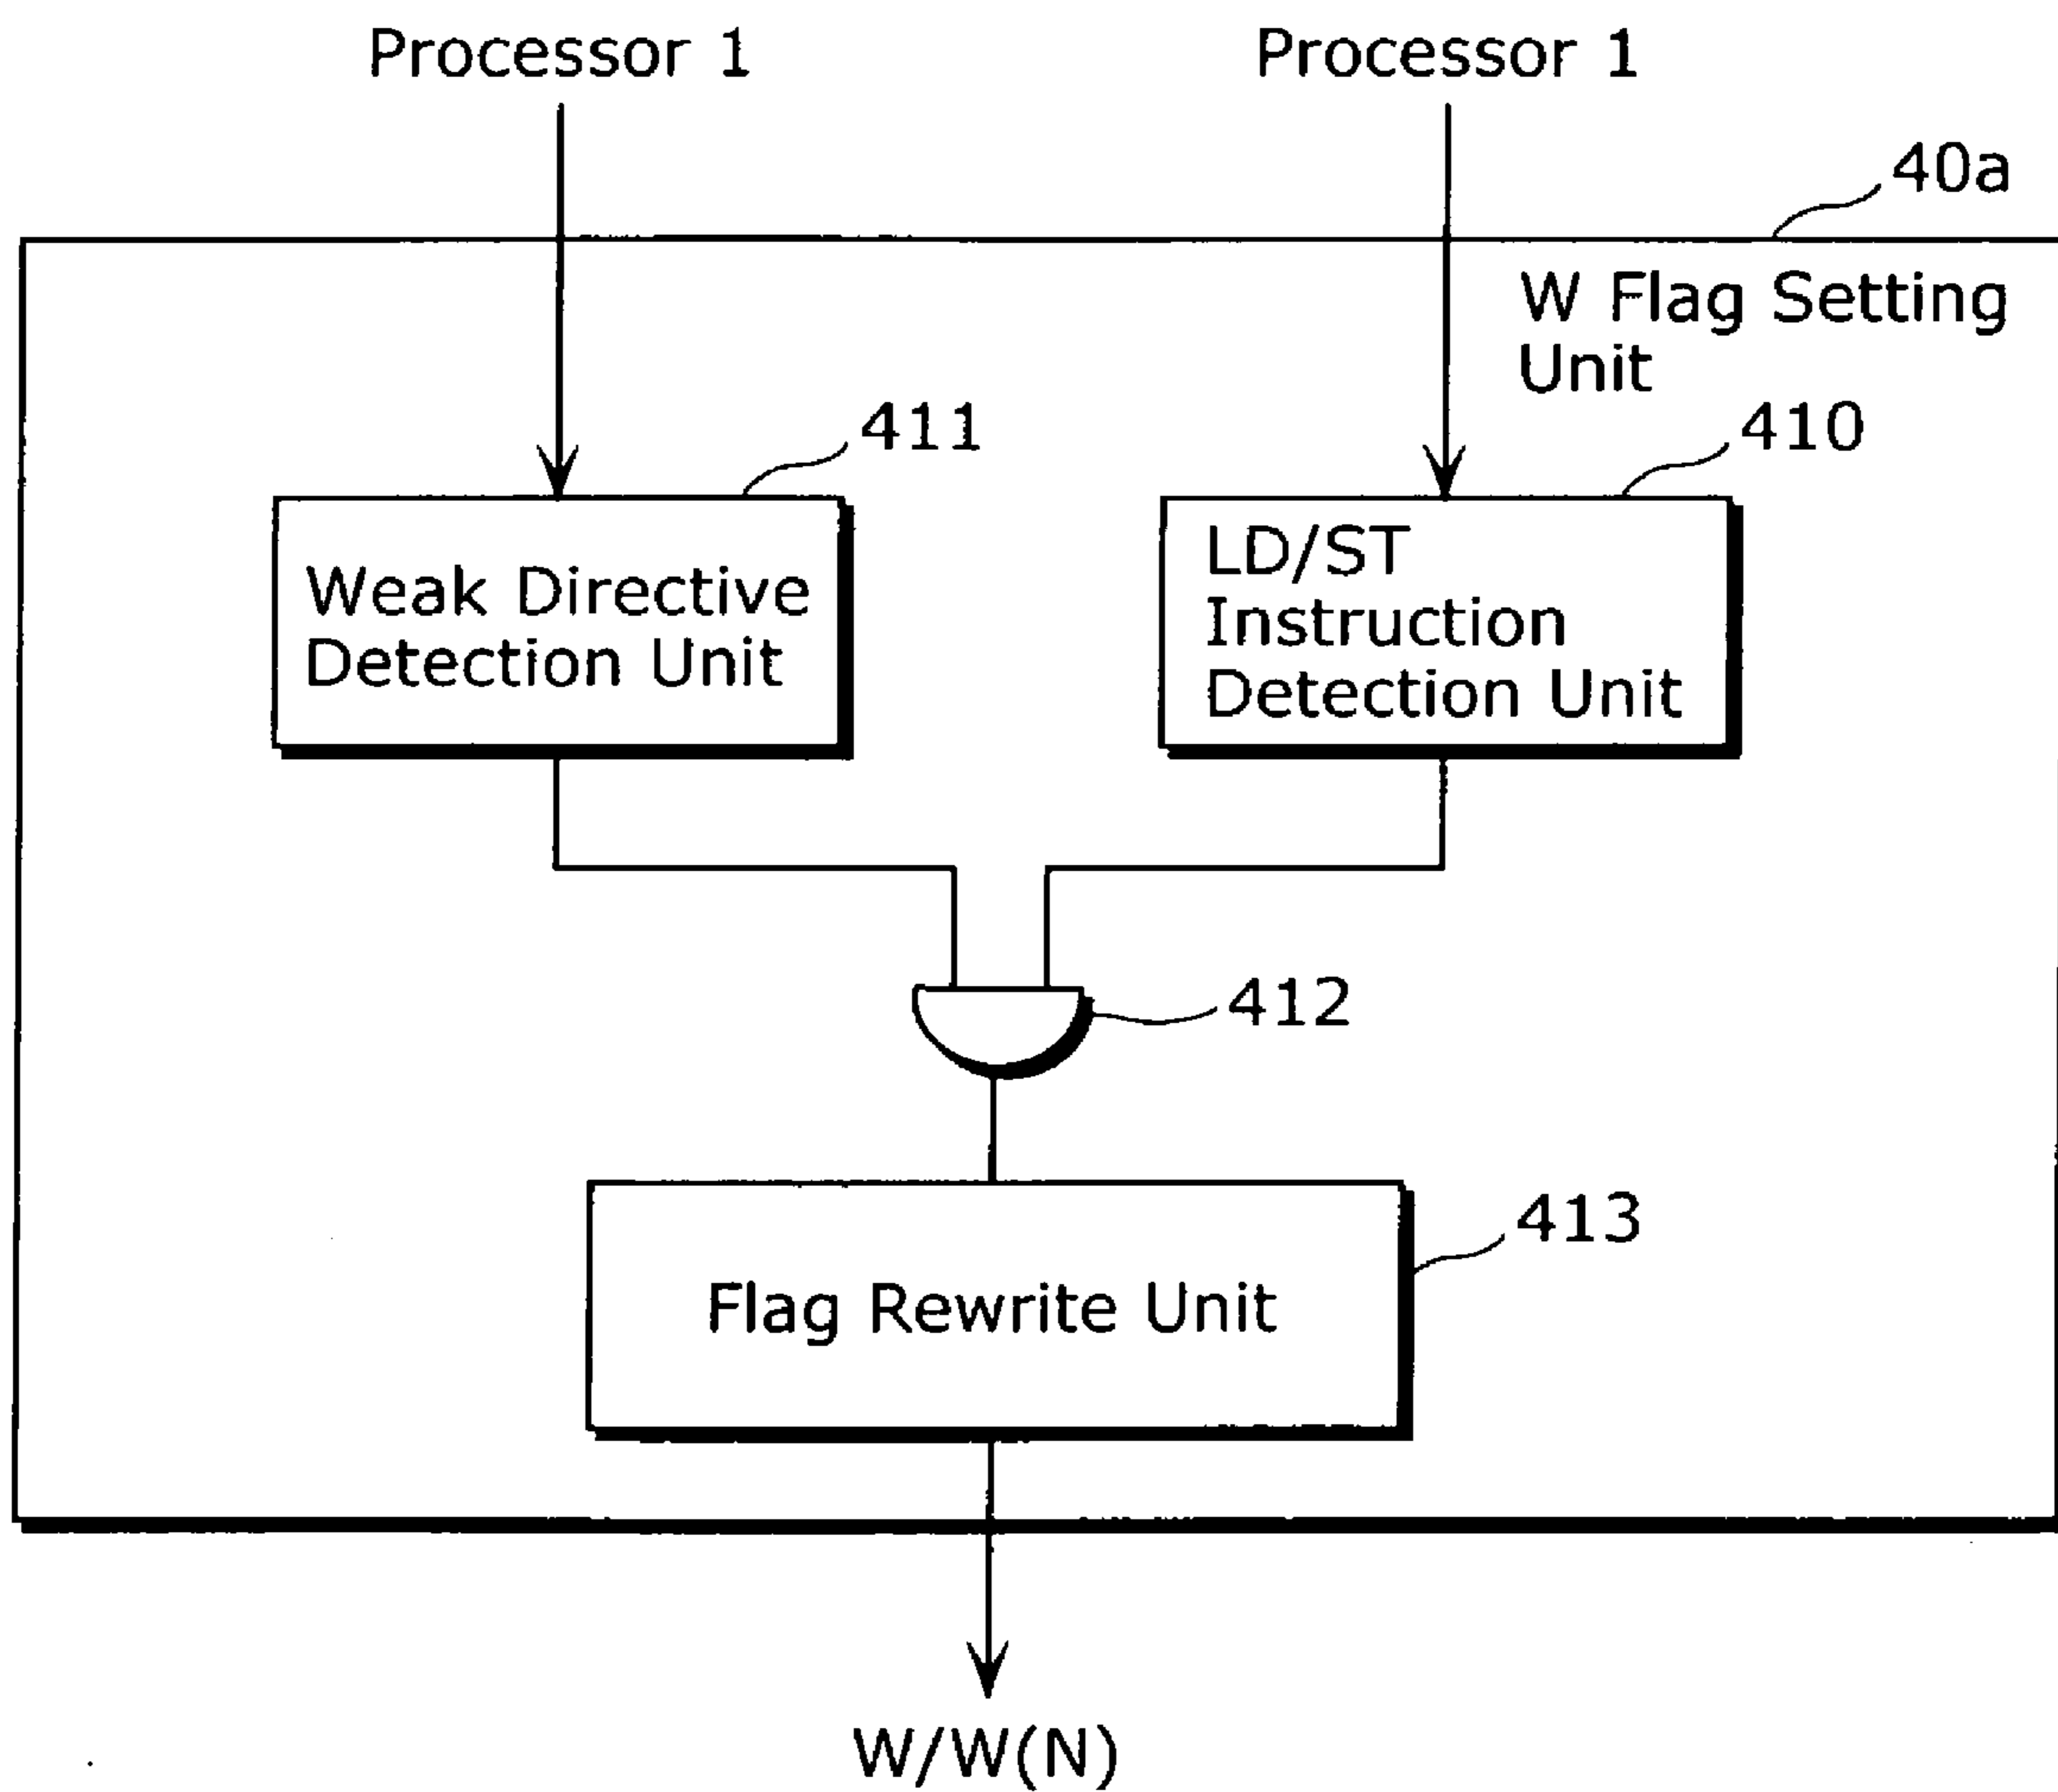 Processor 1
Processor 1
40a
W Flag Setting
Unit
411
410
Weak Directive
Detection Unit
LD/ST
Instruction
Detection Unit
412
413
Flag Rewrite Unit
W/W(N)